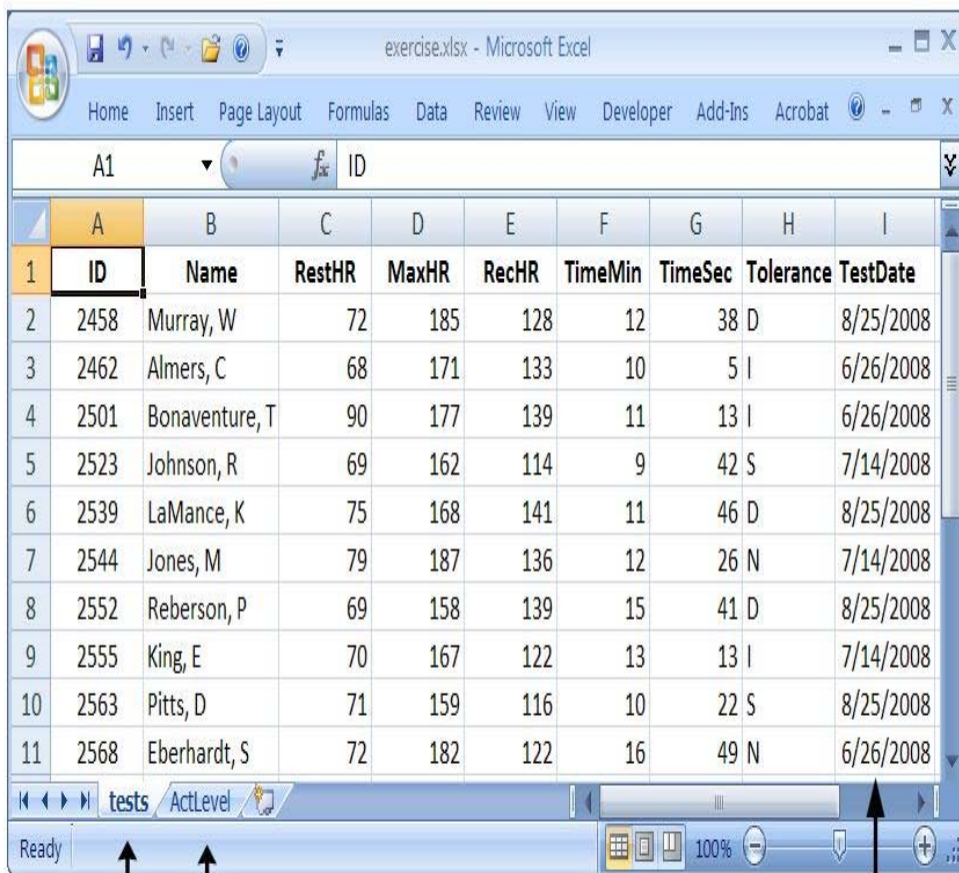 exercise.xlsx - Microsoft Excel
Home Insert Page Layout Formulas Data Review View Developer Add-Ins Acrobat
A1 fx ID
A B C D E F G H I
1 ID Name RestHR MaxHR RecHR TimeMin TimeSec Tolerance TestDate
2 2458 Murray, W 72 185 128 12 38 D 8/25/2008
3 2462 Almers, C 68 171 133 10 5 I 6/26/2008
4 2501 Bonaventure, T 90 177 139 11 13 I 6/26/2008
5 2523 Johnson, R 69 162 114 9 42 S 7/14/2008
6 2539 LaMance, K 75 168 141 11 46 D 8/25/2008
7 2544 Jones, M 79 187 136 12 26 N 7/14/2008
8 2552 Reberson, P 69 158 139 15 41 D 8/25/2008
9 2555 King, E 70 167 122 13 13 I 7/14/2008
10 2563 Pitts, D 71 159 116 10 22 S 8/25/2008
11 2568 Eberhardt, S 72 182 122 16 49 N 6/26/2008
tests ActLevel
Ready 100%